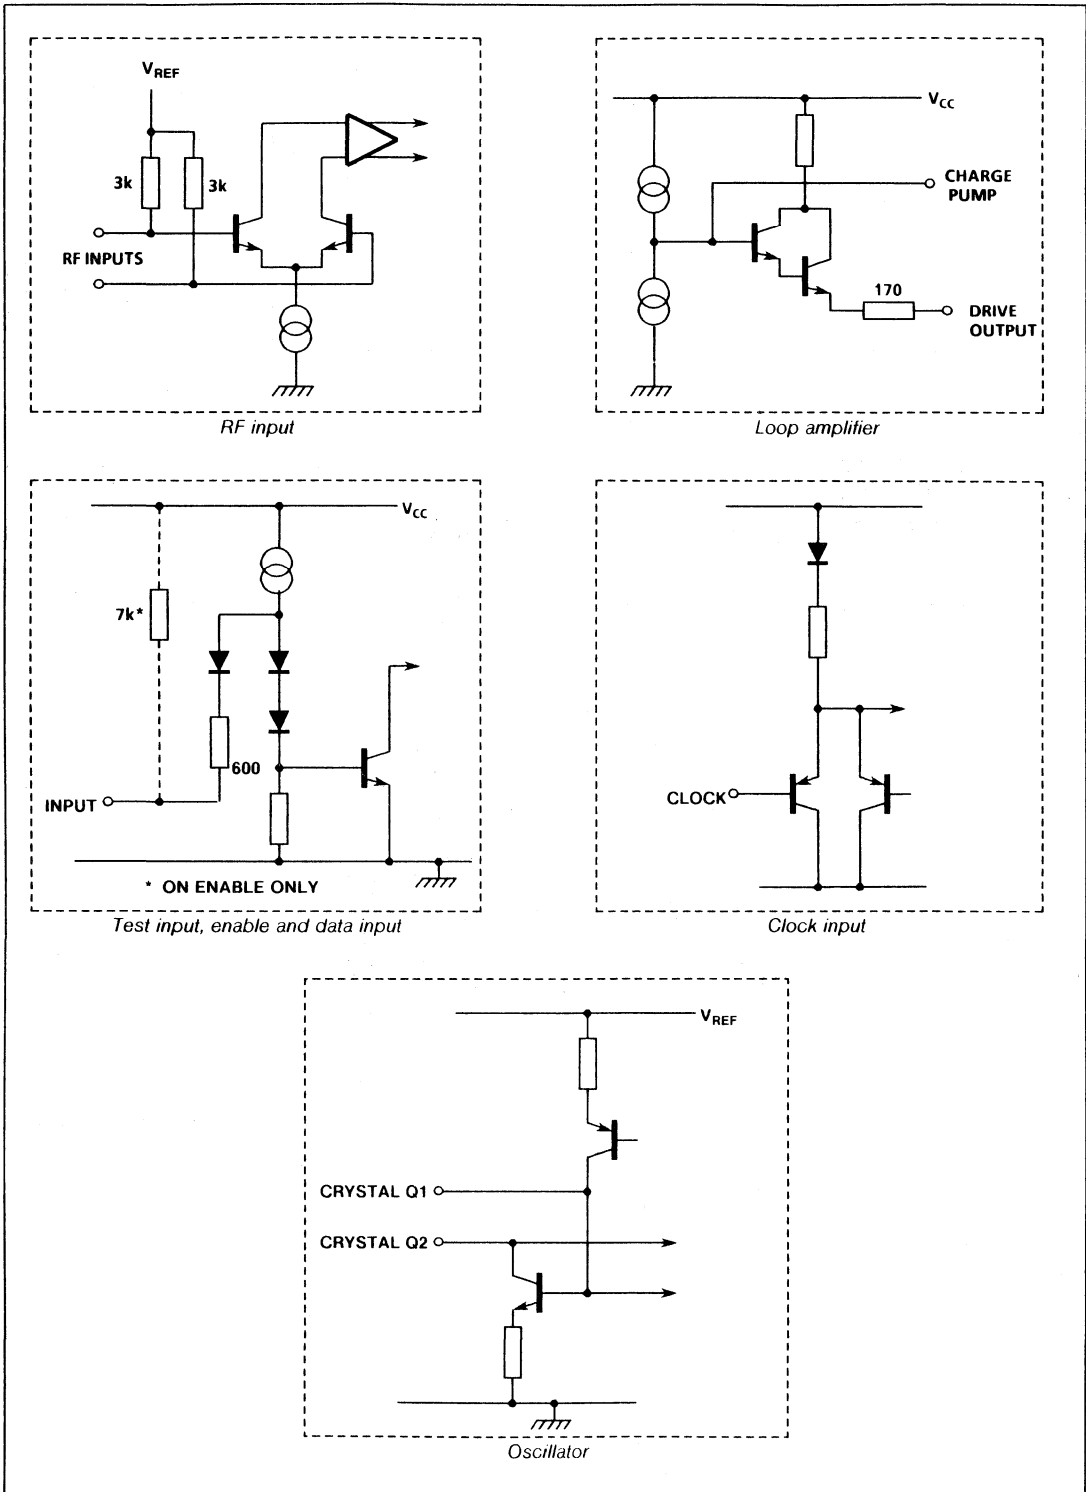 VREF
3k
3k
RF INPUTS
RF input
VCC
CHARGE
PUMP
170
DRIVE
OUTPUT
Loop amplifier
VCC
7k*
600
INPUT
* ON ENABLE ONLY
Test input, enable and data input
CLOCK
Clock input
VREF
CRYSTAL Q1
CRYSTAL Q2
Oscillator